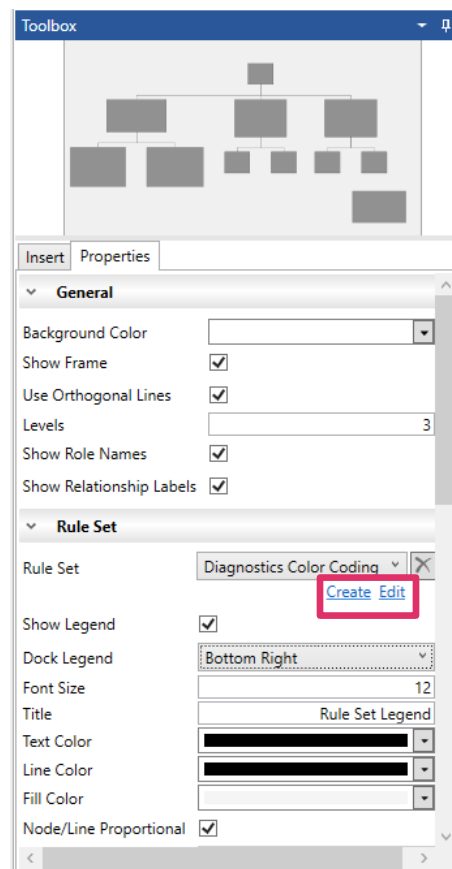 Toolbox
Insert Properties
General
Background Color
Show Frame
Use Orthogonal Lines
Levels 3
Show Role Names
Show Relationship Labels
Rule Set
Rule Set Diagnostics Color Coding
Create Edit
Show Legend
Dock Legend Bottom Right
Font Size 12
Title Rule Set Legend
Text Color
Line Color
Fill Color
Node/Line Proportional